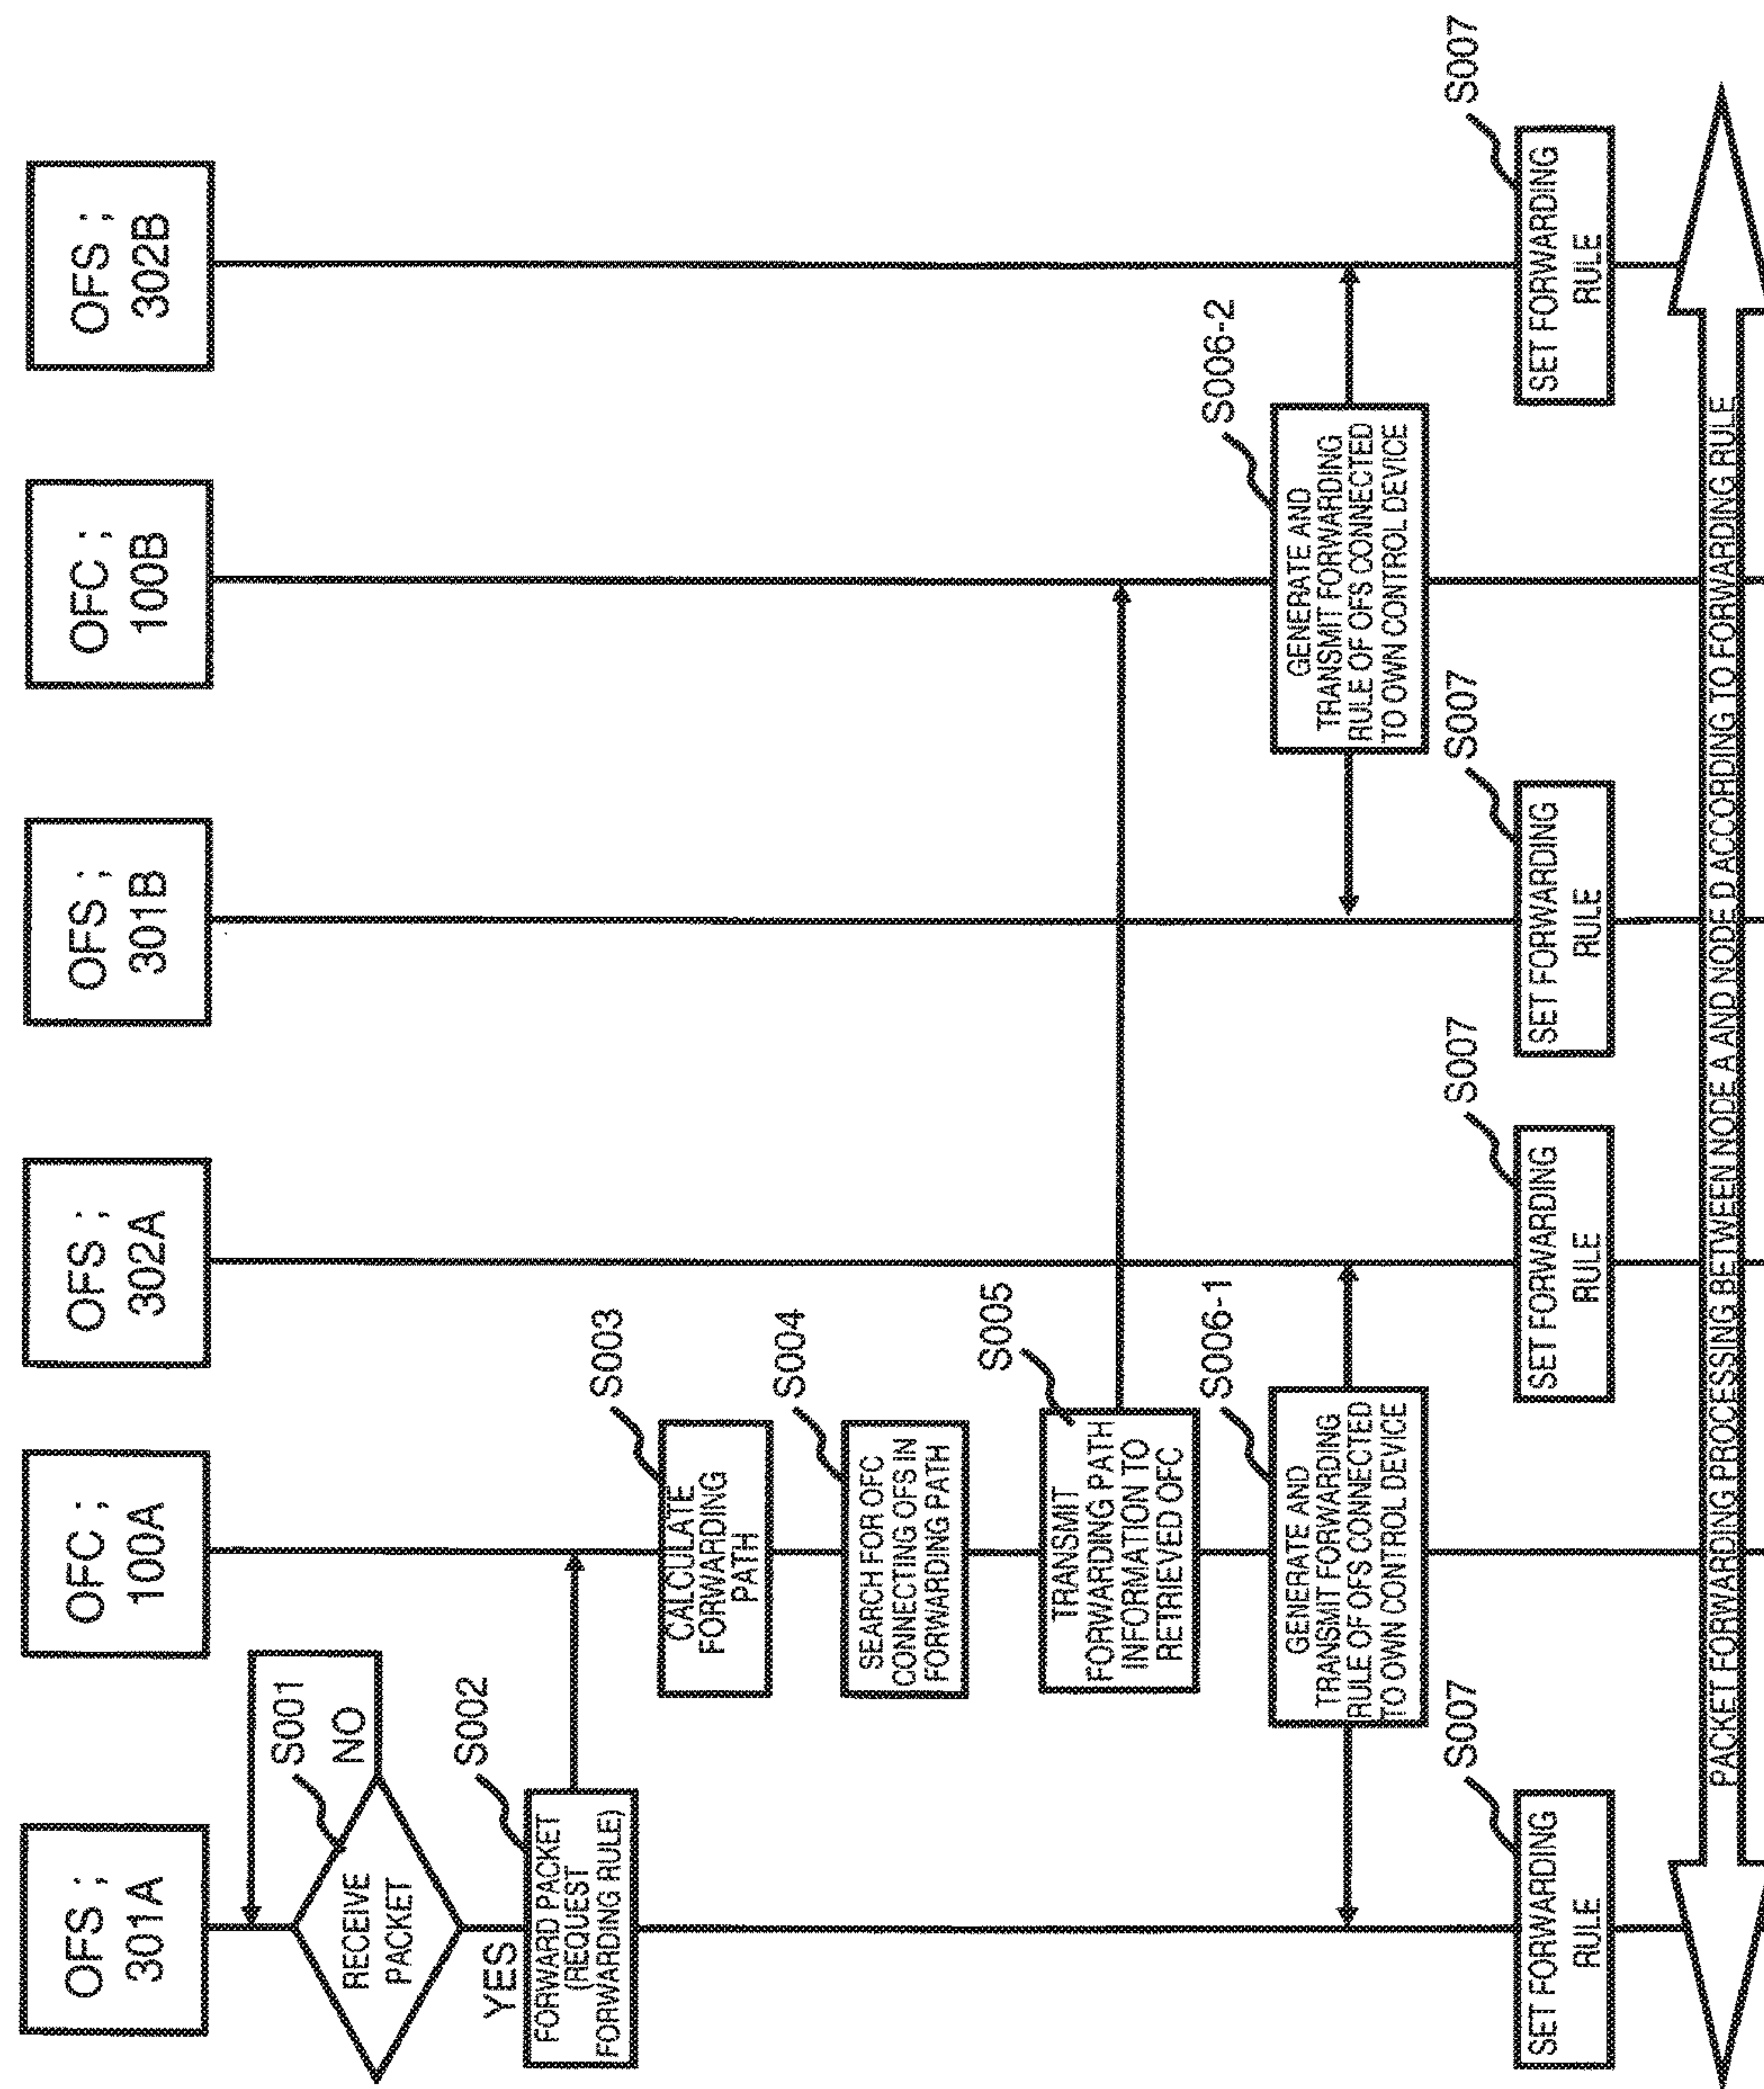 OFS ;
301A
OFC ;
100A
OFS ;
302A
OFS ;
301B
OFC ;
100B
OFS ;
302B
S001
NO
RECEIVE
PACKET
YES
S002
FORWARD PACKET
(REQUEST
FORWARDING RULE)
S003
CALCULATE
FORWARDING
PATH
S004
SEARCH FOR OFC
CONNECTING OFS IN
FORWARDING PATH
S005
TRANSMIT
FORWARDING PATH
INFORMATION TO
RETRIEVED OFC
S006-1
GENERATE AND
TRANSMIT FORWARDING
RULE OF OFS CONNECTED
TO OWN CONTROL DEVICE
S006-2
GENERATE AND
TRANSMIT FORWARDING
RULE OF OFS CONNECTED
TO OWN CONTROL DEVICE
S007
SET FORWARDING
RULE
S007
SET FORWARDING
RULE
S007
SET FORWARDING
RULE
S007
SET FORWARDING
RULE
PACKET FORWARDING PROCESSING BETWEEN NODE A AND NODE D ACCORDING TO FORWARDING RULE